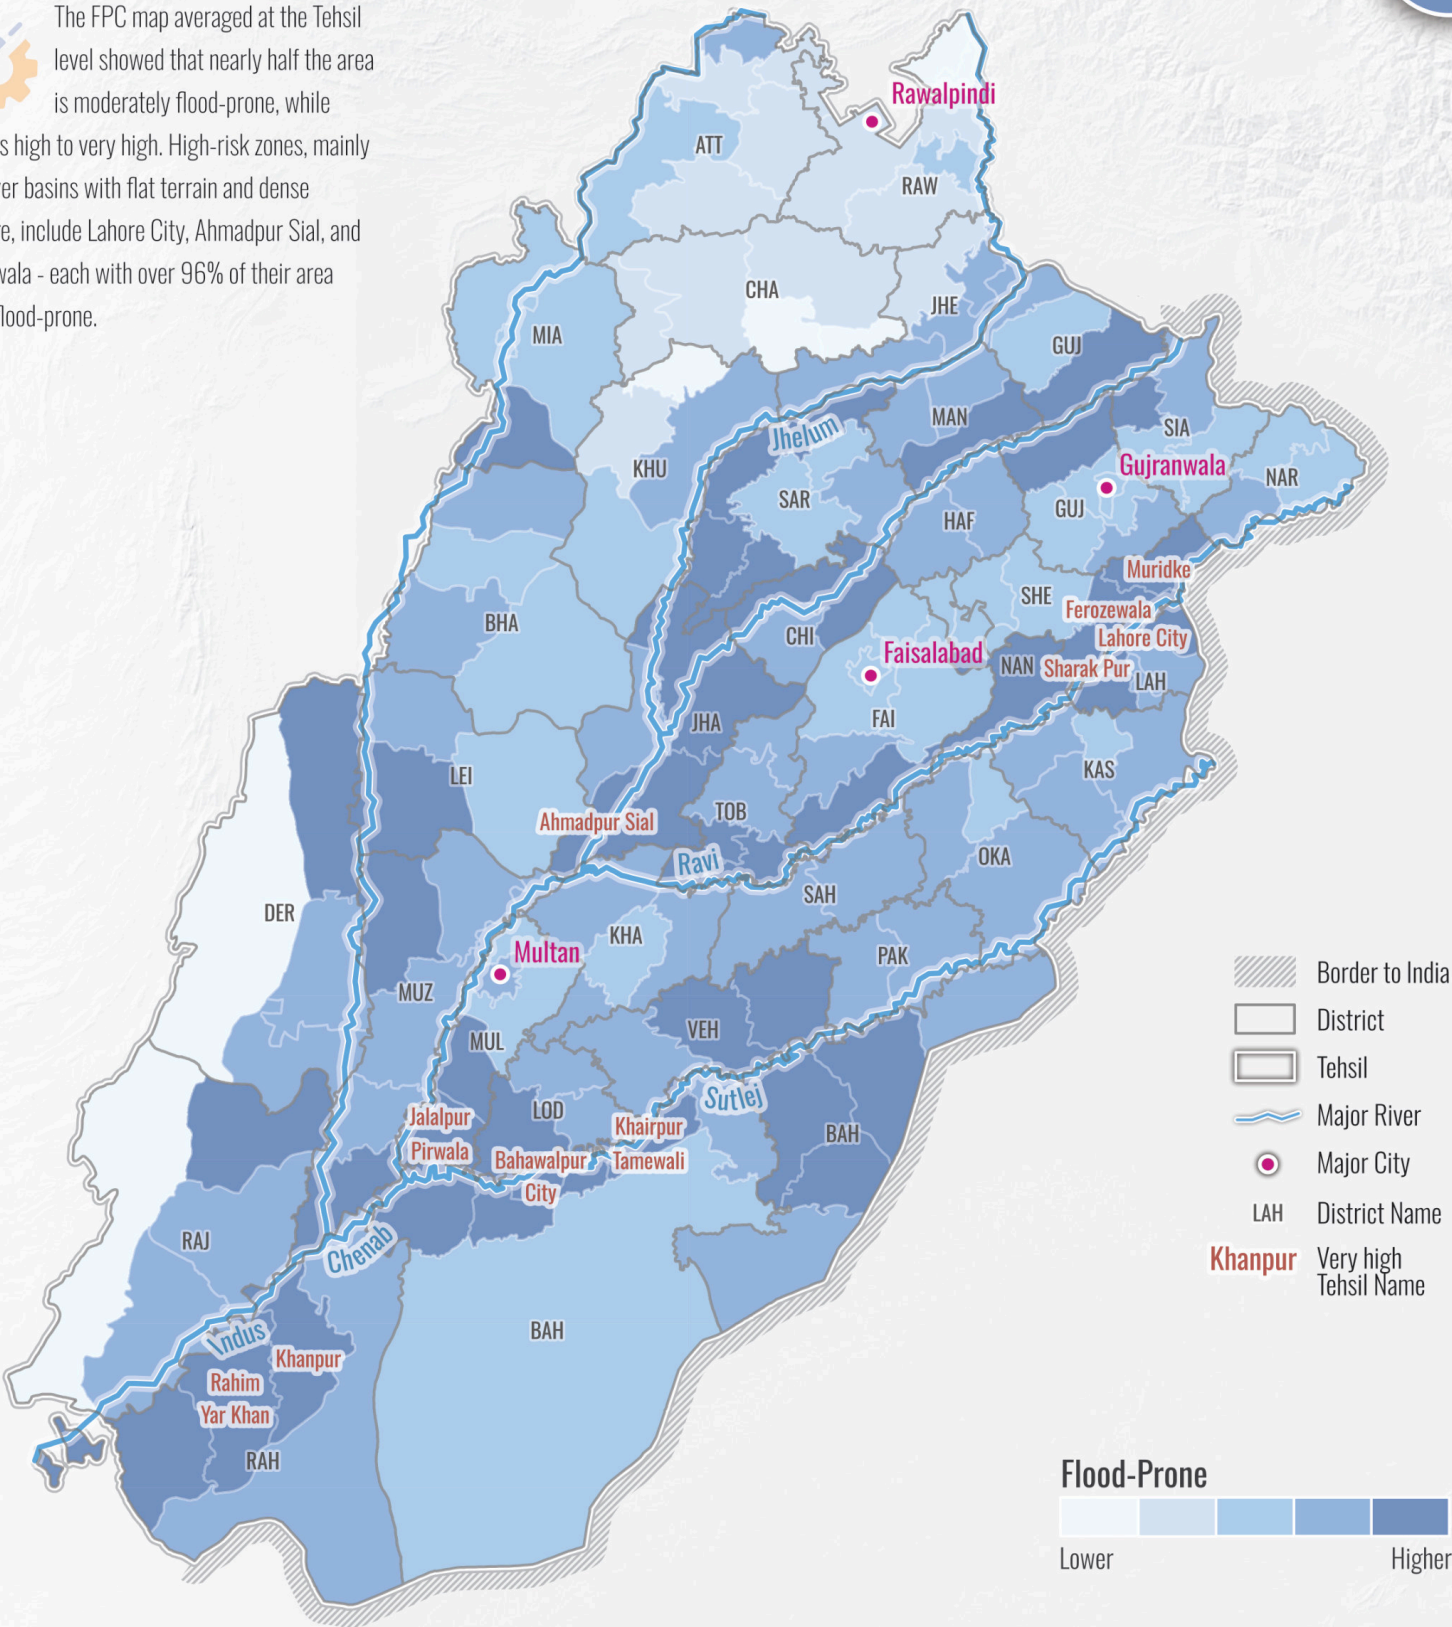 The FPC map averaged at the Tehsil
level showed that nearly half the area
is moderately flood-prone, while
s high to very high. High-risk zones, mainly
er basins with flat terrain and dense
e, include Lahore City, Ahmadpur Sial, and
wala - each with over 96% of their area
flood-prone.
Rawalpindi
ATT
RAW
CHA
JHE
MIA
GUJ
MAN
Jhelum
SIA
KHU
Gujranwala
NAR
SAR
GUJ
HAF
Muridke
SHE
Ferozewala
BHA
CHI
Lahore City
Faisalabad
NAN
Sharak Pur
LAH
FAI
JHA
KAS
LEI
TOB
Ahmadpur Sial
Ravi
OKA
SAH
DER
KHA
Multan
PAK
MUZ
VEH
MUL
Sutlej
LOD
Jalalpur
Pirwala
Khairpur
Tamewali
BAH
Bahawalpur
City
RAJ
Chenab
BAH
Indus
Khanpur
Rahim
Yar Khan
RAH
Border to India
District
Tehsil
Major River
Major City
LAH District Name
Khanpur Very high
Tehsil Name
Flood-Prone
Lower Higher